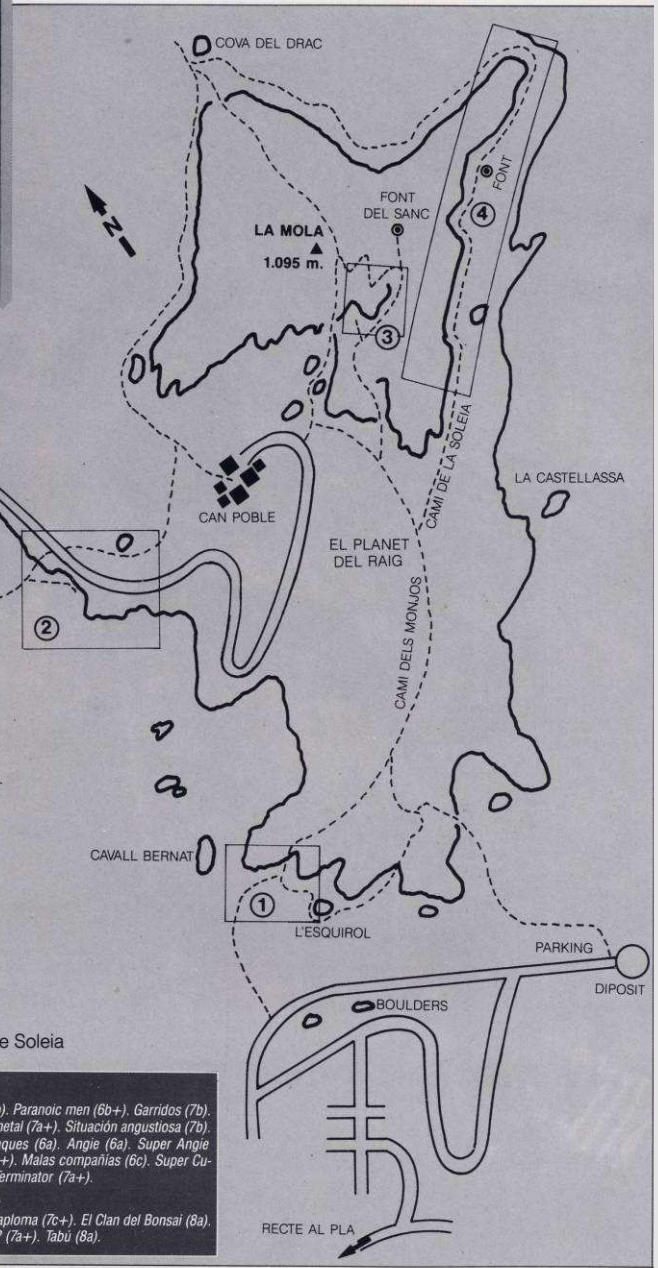 COVA DEL DRAC
N
FONT
④
FONT
DEL SANC
LA MOLA
1.095 m.
③
CAMI DE LA SOLEIA
LA CASTELLASSA
CAN POBLE
EL PLANET
DEL RAIG
②
CAMI DELS MONJOS
CAVALL BERNAT
①
L'ESQUIROL
PARKING
DIPOSIT
BOULDERS
RECTE AL PLA
e Soleia
). Paranoic men (6b+). Garridos (7b).
netal (7a+). Situación angustiosa (7b).
ques (6a). Angie (6a). Super Angie
+). Malas compañías (6c). Super Cu-
Terminator (7a+).
aploma (7c+). El Clan del Bonsai (8a).
? (7a+). Tabú (8a).